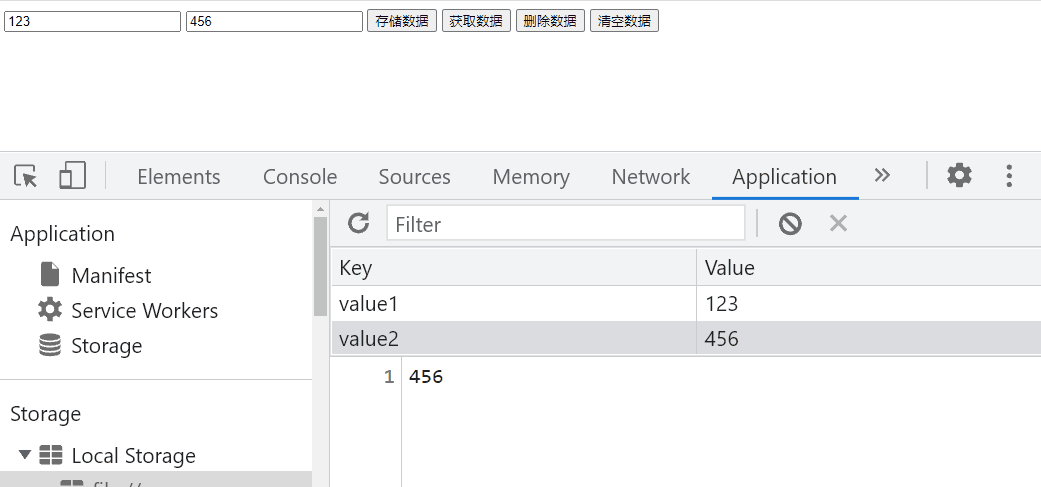 123 456 存储数据 获取数据 删除数据 清空数据
Elements Console Sources Memory Network Application
Application
Manifest
Service Workers
Storage
Storage
Local Storage
Filter
Key Value
value1 123
value2 456
1 456